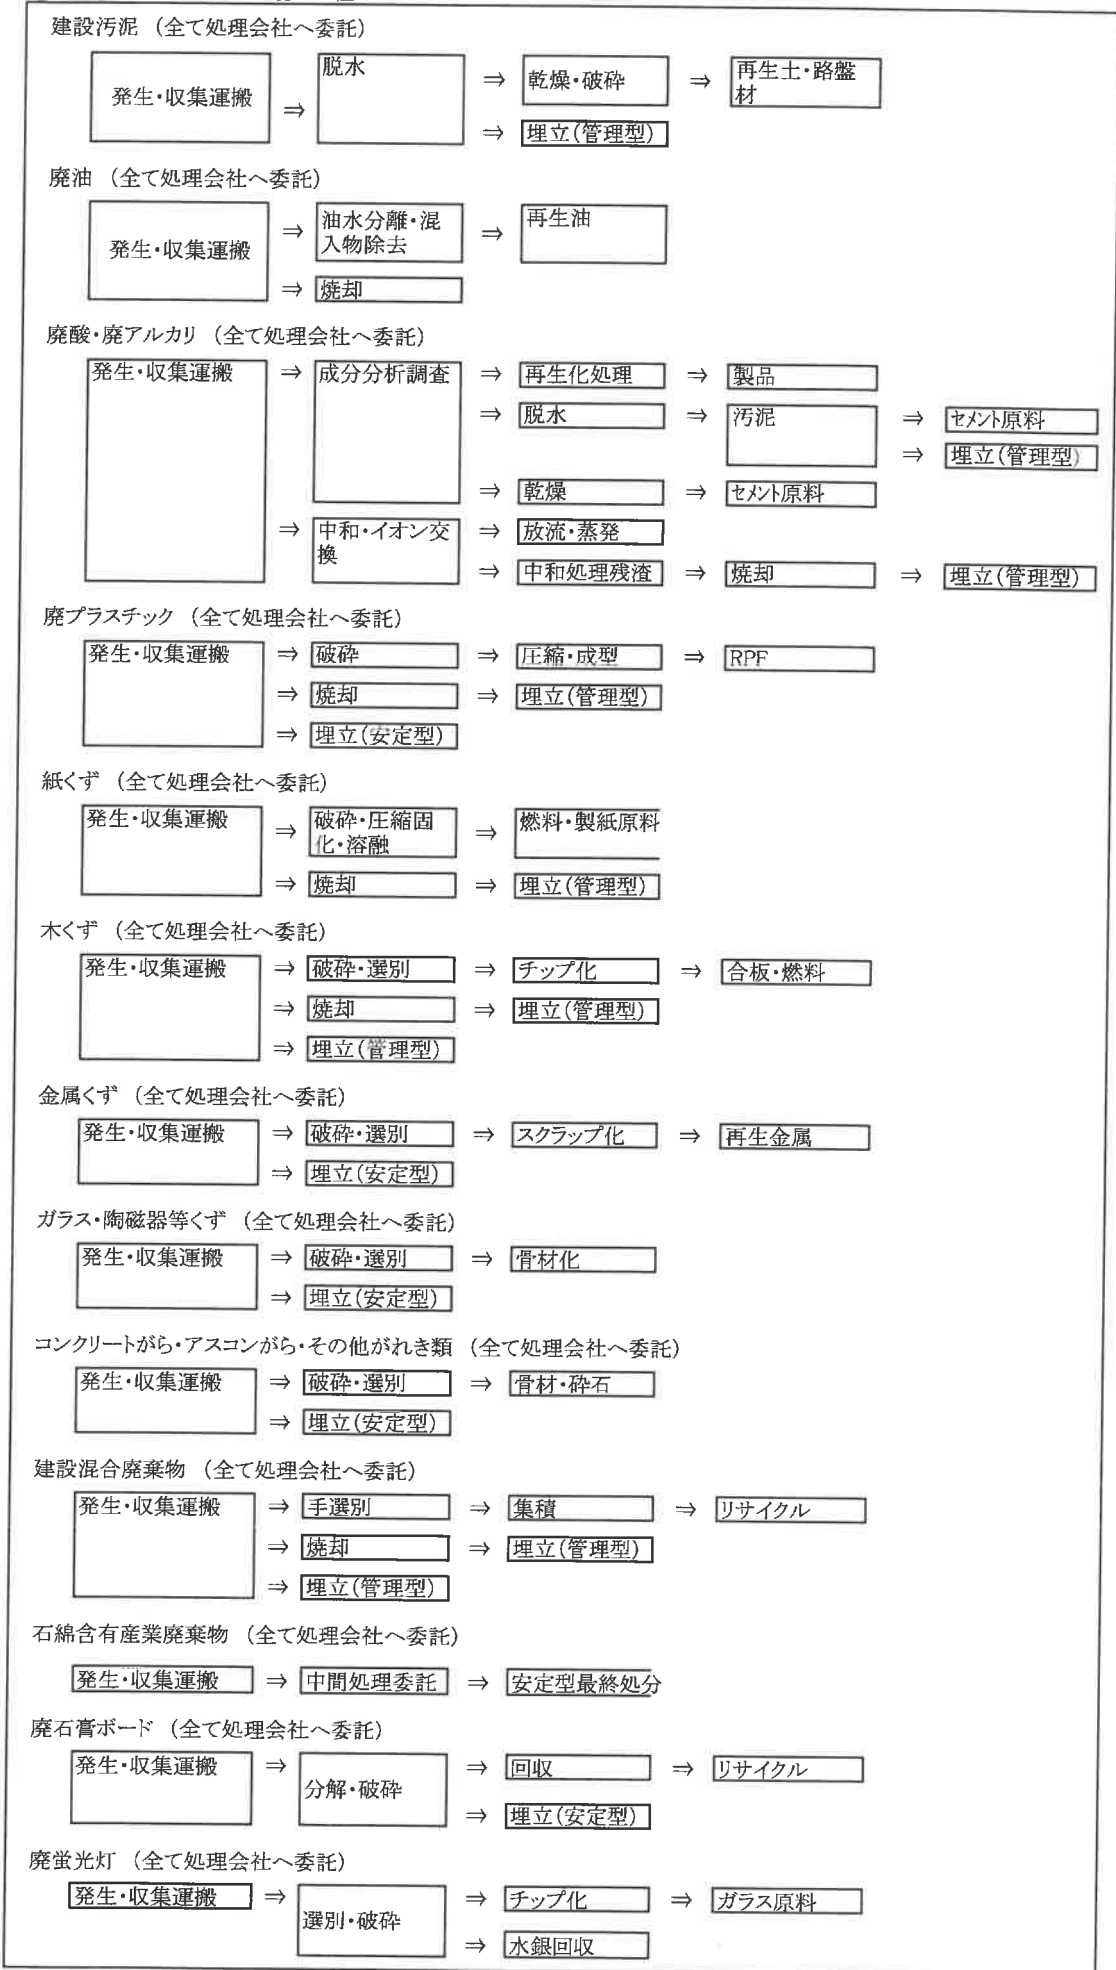 建設汚泥 (全て処理会社へ委託)
発生・収集運搬 ⇒ 脱水 ⇒ 乾燥・破砕 ⇒ 再生土・路盤
材
⇒ 埋立(管理型)
廃油 (全て処理会社へ委託)
発生・収集運搬 ⇒ 油水分離・混 ⇒ 再生油
入物除去
⇒ 焼却
廃酸・廃アルカリ (全て処理会社へ委託)
発生・収集運搬 ⇒ 成分分析調査 ⇒ 再生化処理 ⇒ 製品
⇒ 脱水 ⇒ 汚泥 ⇒ セメント原料
⇒ 埋立(管理型)
⇒ 乾燥 ⇒ セメント原料
⇒ 中和・イオン交 ⇒ 放流・蒸発
換
⇒ 中和処理残渣 ⇒ 焼却 ⇒ 埋立(管理型)
廃プラスチック (全て処理会社へ委託)
発生・収集運搬 ⇒ 破砕 ⇒ 圧縮・成型 ⇒ RPF
⇒ 焼却 ⇒ 埋立(管理型)
⇒ 埋立(安定型)
紙くず (全て処理会社へ委託)
発生・収集運搬 ⇒ 破砕・圧縮固 ⇒ 燃料・製紙原料
化・溶融
⇒ 焼却 ⇒ 埋立(管理型)
木くず (全て処理会社へ委託)
発生・収集運搬 ⇒ 破砕・選別 ⇒ チップ化 ⇒ 合板・燃料
⇒ 焼却 ⇒ 埋立(管理型)
⇒ 埋立(管理型)
金属くず (全て処理会社へ委託)
発生・収集運搬 ⇒ 破砕・選別 ⇒ スクラップ化 ⇒ 再生金属
⇒ 埋立(安定型)
ガラス・陶磁器等くず (全て処理会社へ委託)
発生・収集運搬 ⇒ 破砕・選別 ⇒ 骨材化
⇒ 埋立(安定型)
コンクリートがら・アスコンがら・その他がれき類 (全て処理会社へ委託)
発生・収集運搬 ⇒ 破砕・選別 ⇒ 骨材・砕石
⇒ 埋立(安定型)
建設混合廃棄物 (全て処理会社へ委託)
発生・収集運搬 ⇒ 手選別 ⇒ 集積 ⇒ リサイクル
⇒ 焼却 ⇒ 埋立(管理型)
⇒ 埋立(管理型)
石綿含有産業廃棄物 (全て処理会社へ委託)
発生・収集運搬 ⇒ 中間処理委託 ⇒ 安定型最終処分
廃石膏ボード (全て処理会社へ委託)
発生・収集運搬 ⇒ 分解・破砕 ⇒ 回収 ⇒ リサイクル
⇒ 埋立(安定型)
廃蛍光灯 (全て処理会社へ委託)
発生・収集運搬 ⇒ 選別・破砕 ⇒ チップ化 ⇒ ガラス原料
⇒ 水銀回収